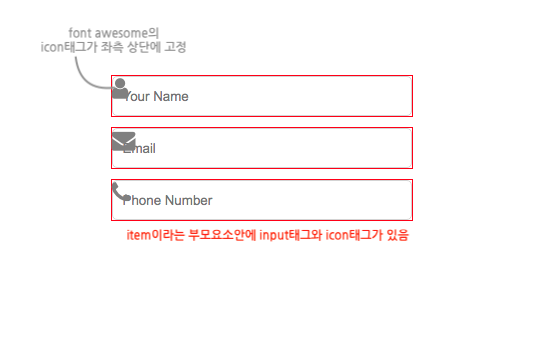 font awesome의
icon태그가 좌측 상단에 고정
Your Name
Email
Phone Number
item이라는 부모요소안에 input태그와 icon태그가 있음